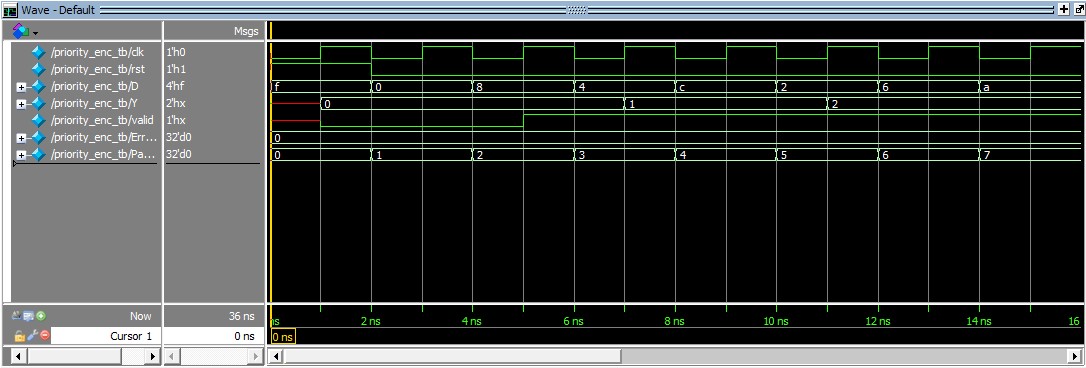 Wave - Default
Msgs
/priority_enc_tb/clk 1'h0
/priority_enc_tb/rst 1'h1
/priority_enc_tb/D 4'hf f 0 8 4 c 2 6 a
/priority_enc_tb/Y 2'hx 0 1 2
/priority_enc_tb/valid 1'hx
/priority_enc_tb/Err... 32'd0 0
/priority_enc_tb/Pa... 32'd0 0 1 2 3 4 5 6 7
Now 36 ns ns 2 ns 4 ns 6 ns 8 ns 10 ns 12 ns 14 ns 16
Cursor 1 0 ns 0 ns